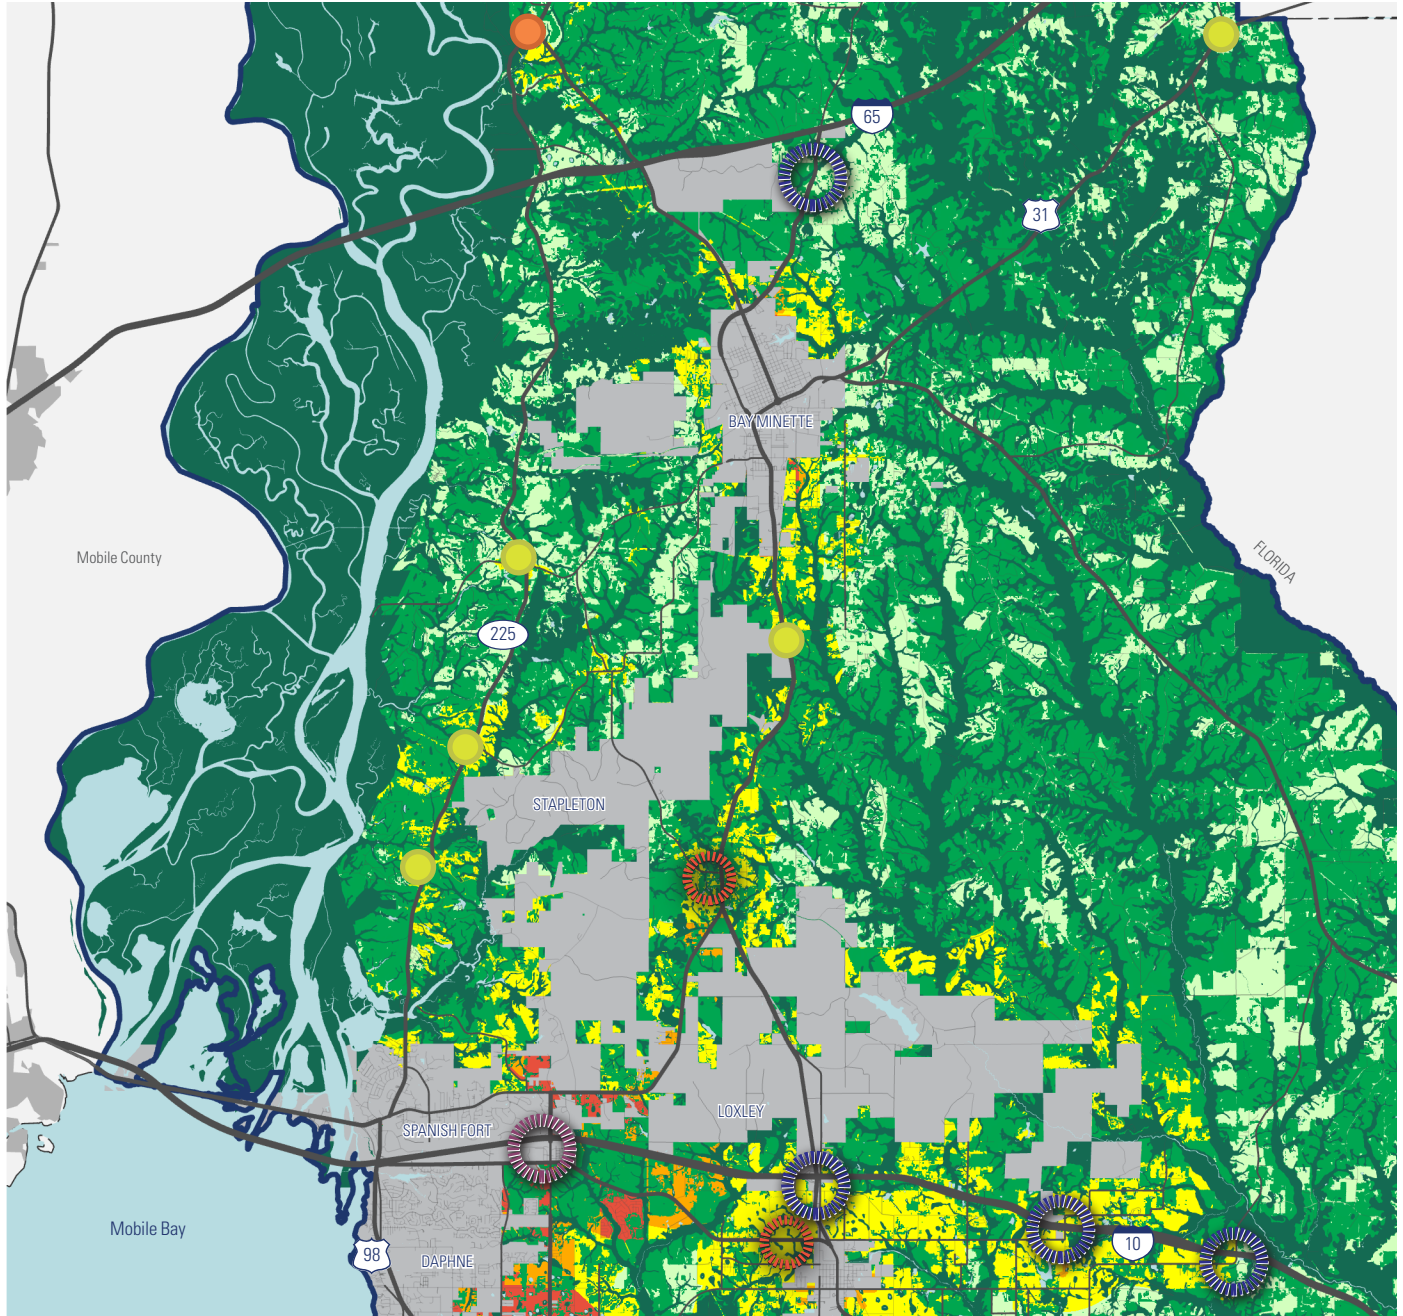 65
31
BAY MINETTE
Mobile County
FLORIDA
225
STAPLETON
LOXLEY
SPANISH FORT
Mobile Bay
98
DAPHNE
10